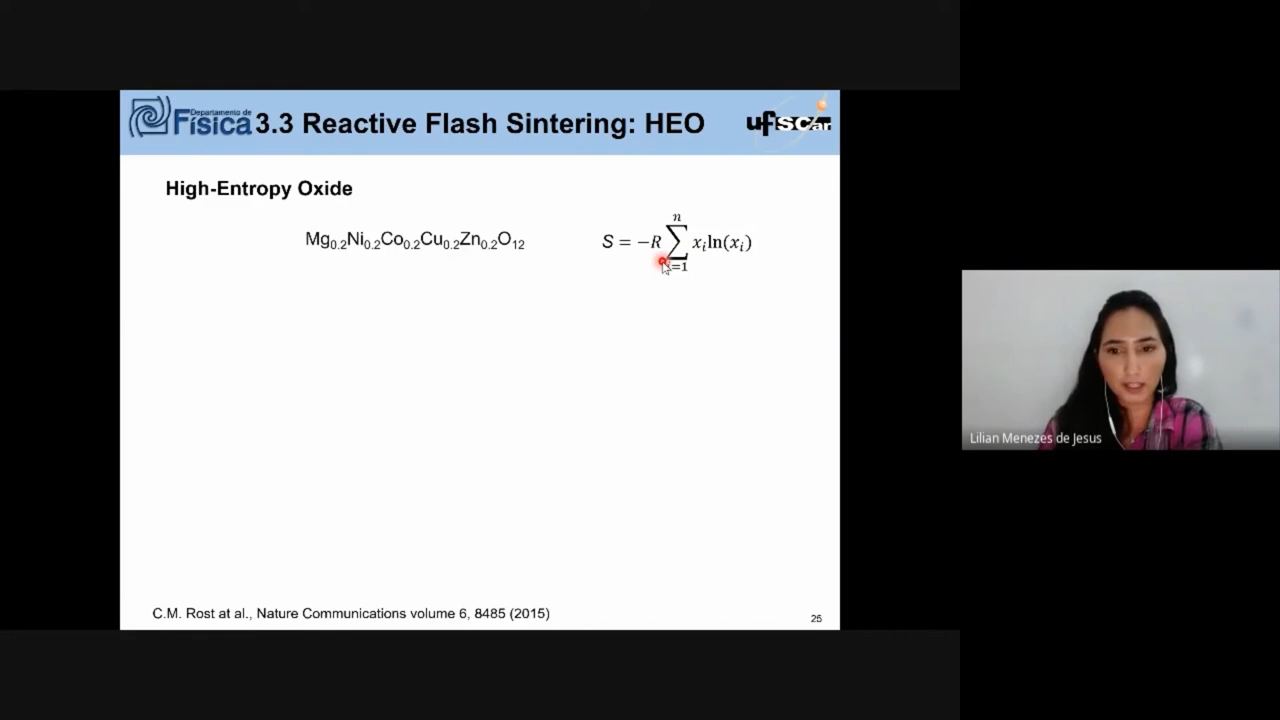 Departamento de
Física
3.3 Reactive Flash Sintering: HEO
ufscar
High-Entropy Oxide
Mg0.2Ni0.2Co0.2Cu0.2Zn0.2O12
S = −R ∑ n i=1 xi ln(xi)
Lilian Menezes de Jesus
C.M. Rost at al., Nature Communications volume 6, 8485 (2015)
25